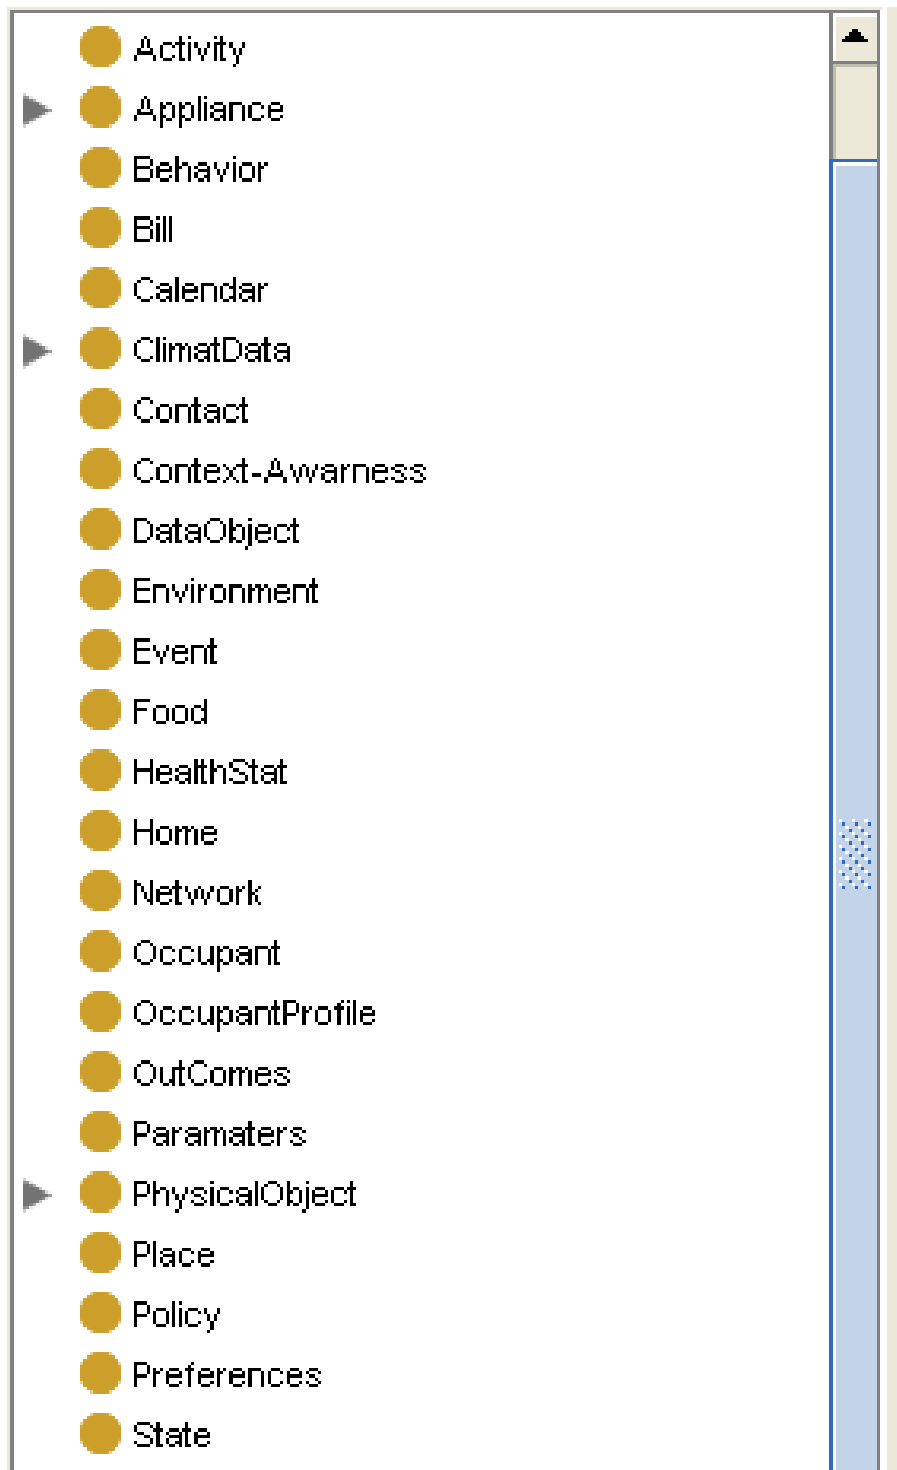 Activity
Appliance
Behavior
Bill
Calendar
ClimatData
Contact
Context-Awarness
DataObject
Environment
Event
Food
HealthStat
Home
Network
Occupant
OccupantProfile
OutComes
Paramaters
PhysicalObject
Place
Policy
Preferences
State